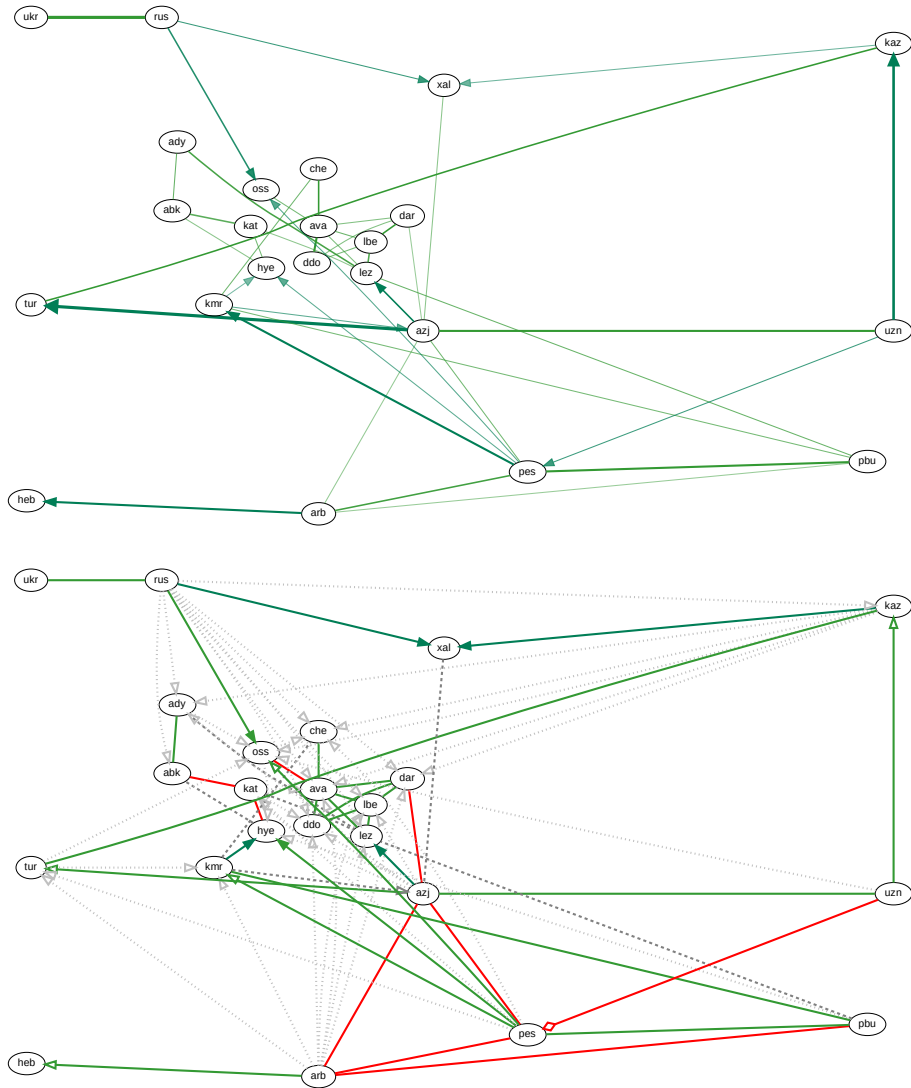 ukr
rus
kaz
xal
ady
che
oss
abk
dar
kat
ava
lbe
ddo
hye
lez
tur
kmr
azj
uzn
pes
pbu
heb
arb
ukr
rus
kaz
xal
ady
che
oss
abk
dar
kat
ava
lbe
ddo
hye
lez
tur
kmr
azj
uzn
pes
pbu
heb
arb